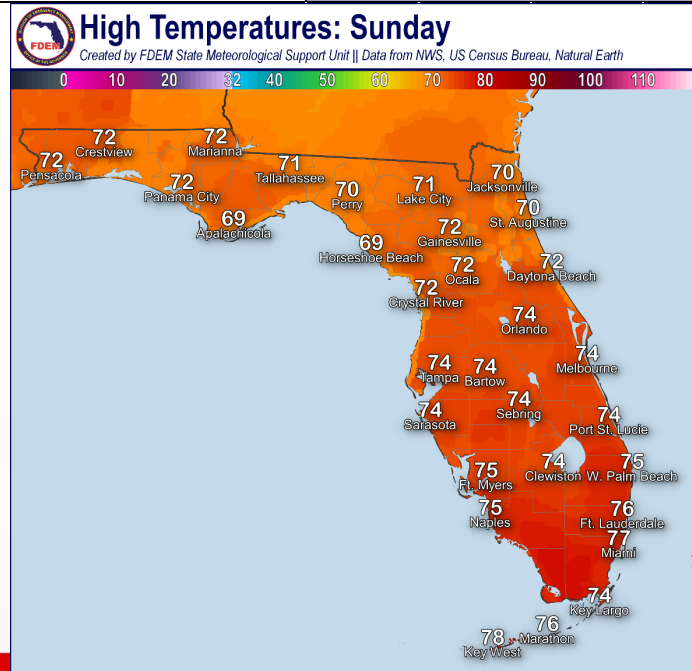 FDEM
High Temperatures: Sunday
Created by FDEM State Meteorological Support Unit || Data from NWS, US Census Bureau, Natural Earth
0 10 20 32 40 50 60 70 80 90 100 110
72
Crestview
72
Marianna
72
Pensacola
71
Tallahassee
72
Panama City
70
Perry
71
Lake City
70
Jacksonville
69
Apalachicola
70
St. Augustine
72
Gainesville
69
Horseshoe Beach
72
Ocala
72
Daytona Beach
72
Crystal River
74
Orlando
74
Melbourne
74
Tampa
74
Bartow
74
Sebring
74
Sarasota
74
Port St. Lucie
75
Ft. Myers
74
Clewiston
75
W. Palm Beach
75
Naples
76
Ft. Lauderdale
77
Miami
74
Key Largo
76
Marathon
78
Key West